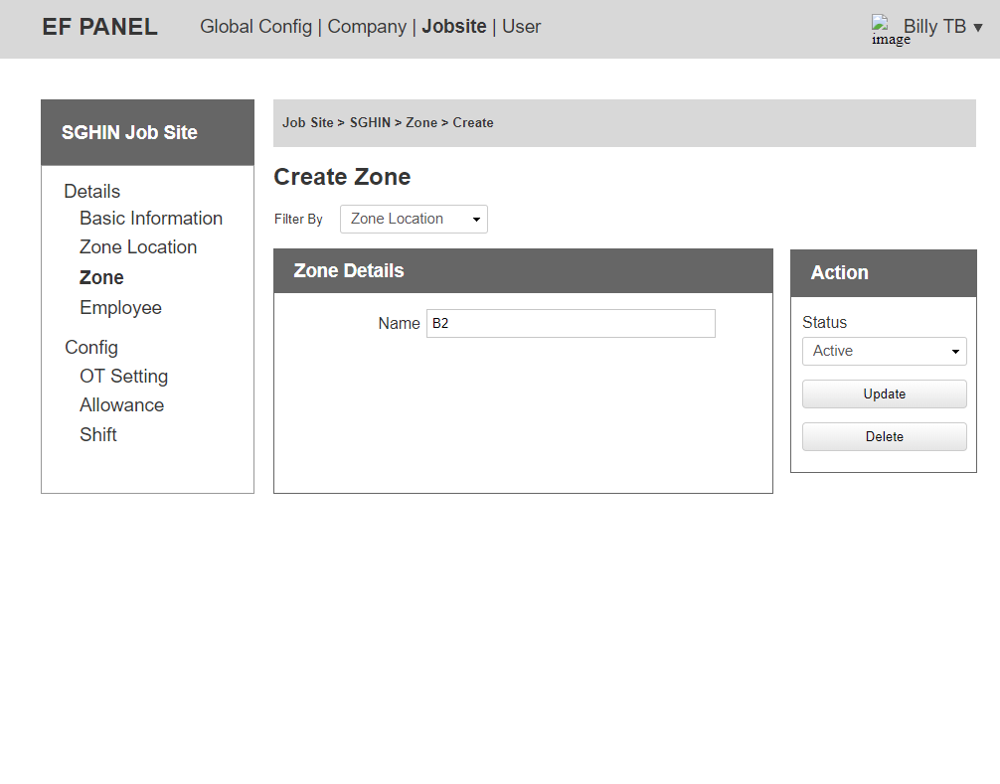 EF PANEL
Global Config | Company | Jobsite | User
image
Billy TB ▼
SGHIN Job Site
Details
Basic Information
Zone Location
Zone
Employee
Config
OT Setting
Allowance
Shift
Job Site > SGHIN > Zone > Create
Create Zone
Filter By Zone Location
Zone Details
Name B2
Action
Status
Active
Update
Delete